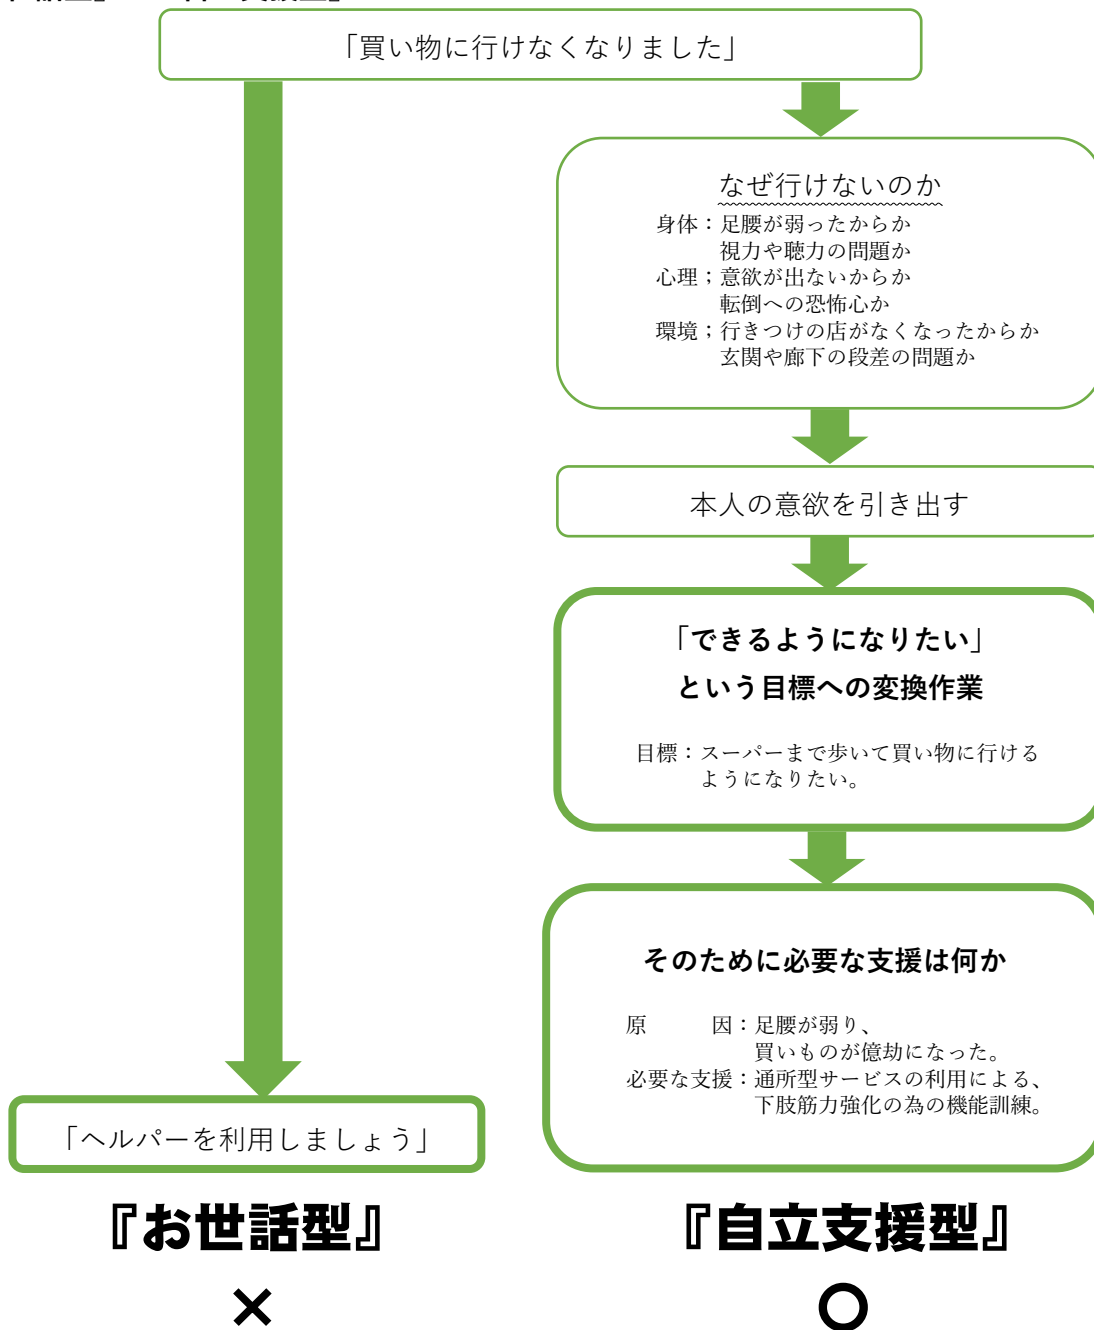 「買い物に行けなくなりました」
なぜ行けないのか
身体：足腰が弱ったからか
視力や聴力の問題か
心理；意欲が出ないからか
転倒への恐怖心か
環境；行きつけの店がなくなったからか
玄関や廊下の段差の問題か
本人の意欲を引き出す
「できるようになりたい」
という目標への変換作業
目標：スーパーまで歩いて買い物に行ける
ようになりたい。
そのために必要な支援は何か
原　　因：足腰が弱り、
買いものが億劫になった。
必要な支援：通所型サービスの利用による、
下肢筋力強化の為の機能訓練。
「ヘルパーを利用しましょう」
『お世話型』
『自立支援型』
×
○